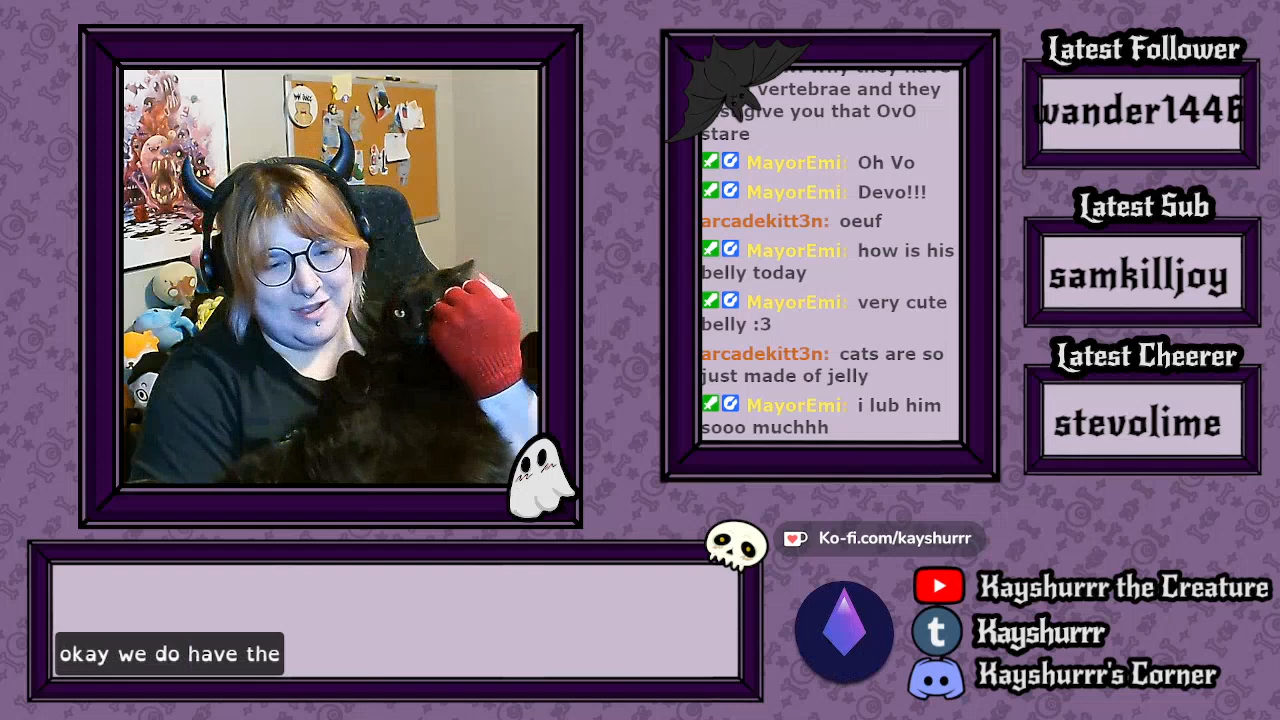 vertebrae and they
give you that OvO
stare
MayorEmi: Oh Vo
MayorEmi: Devo!!!
arcadekitt3n: oeuf
MayorEmi: how is his
belly today
MayorEmi: very cute
belly :3
arcadekitt3n: cats are so
just made of jelly
MayorEmi: i lub him
sooo muchhh
Latest Follower
wander1446
Latest Sub
samkilljoy
Latest Cheerer
stevolime
okay we do have the
Ko-fi.com/kayshurrr
Kayshurrr the Creature
t Kayshurrr
Kayshurrr's Corner